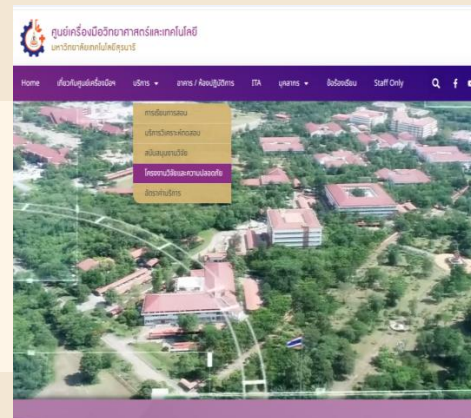 ศูนย์เครื่องมือวิทยาศาสตร์และเทคโนโลยี
มหาวิทยาลัยเทคโนโลยีสุรนารี
Home เกี่ยวกับศูนย์เครื่องมือฯ บริการ อาคาร / ห้องปฏิบัติการ ITA บุคลากร ข้อร้องเรียน Staff Only
การเรียนการสอน
บริการวิเคราะห์ทดสอบ
สนับสนุนงานวิจัย
โครงงานวิจัยและความปลอดภัย
อัตราค่าบริการ